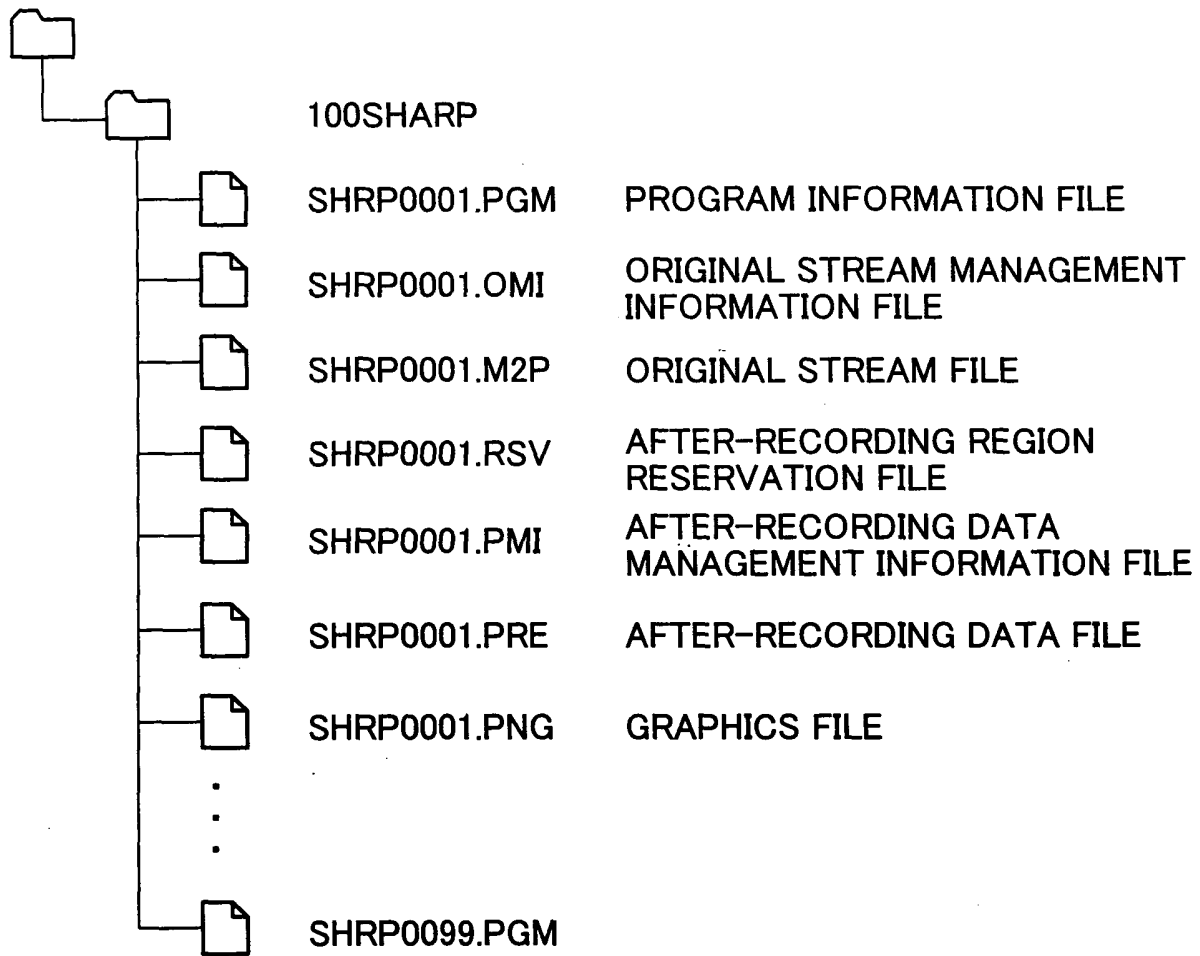 100SHARP
SHRP0001.PGM PROGRAM INFORMATION FILE
SHRP0001.OMI ORIGINAL STREAM MANAGEMENT
INFORMATION FILE
SHRP0001.M2P ORIGINAL STREAM FILE
SHRP0001.RSV AFTER-RECORDING REGION
RESERVATION FILE
SHRP0001.PMI AFTER-RECORDING DATA
MANAGEMENT INFORMATION FILE
SHRP0001.PRE AFTER-RECORDING DATA FILE
SHRP0001.PNG GRAPHICS FILE
SHRP0099.PGM